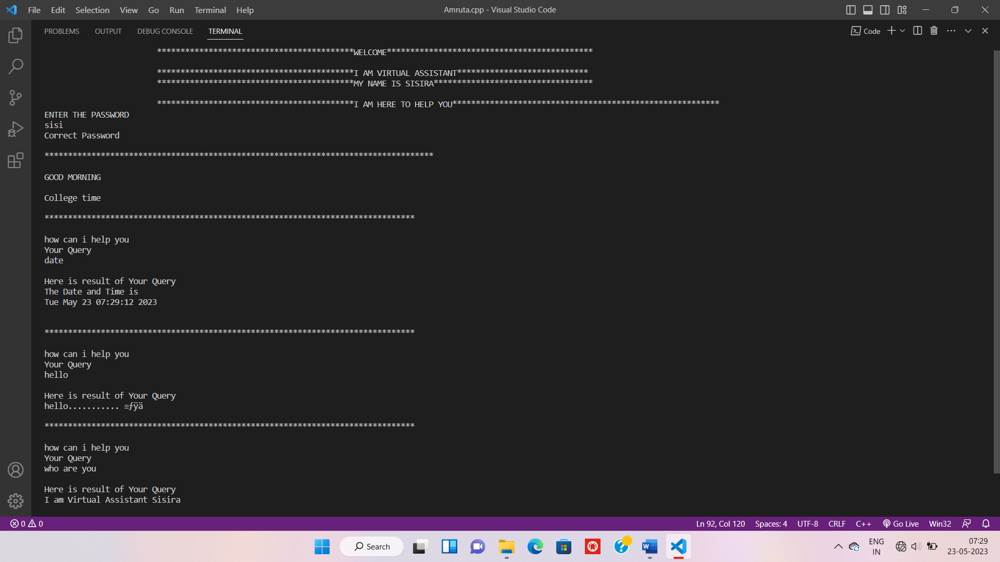 File Edit Selection View Go Run Terminal Help
Amruta.cpp - Visual Studio Code
PROBLEMS OUTPUT DEBUG CONSOLE TERMINAL
Code
******************************************WELCOME********************************************
******************************************I AM VIRTUAL ASSISTANT****************************
******************************************MY NAME IS SISIRA**********************************
******************************************I AM HERE TO HELP YOU*********************************************************
ENTER THE PASSWORD
sisi
Correct Password
***********************************************************************************
GOOD MORNING
College time
*******************************************************************************
how can i help you
Your Query
date
Here is result of Your Query
The Date and Time is
Tue May 23 07:29:12 2023
*******************************************************************************
how can i help you
Your Query
hello
Here is result of Your Query
hello........... ≡ƒÿä
*******************************************************************************
how can i help you
Your Query
who are you
Here is result of Your Query
I am Virtual Assistant Sisira
0 0
Ln 92, Col 120 Spaces: 4 UTF-8 CRLF C++ Go Live Win32
Search
ENG
IN
07:29
23-05-2023